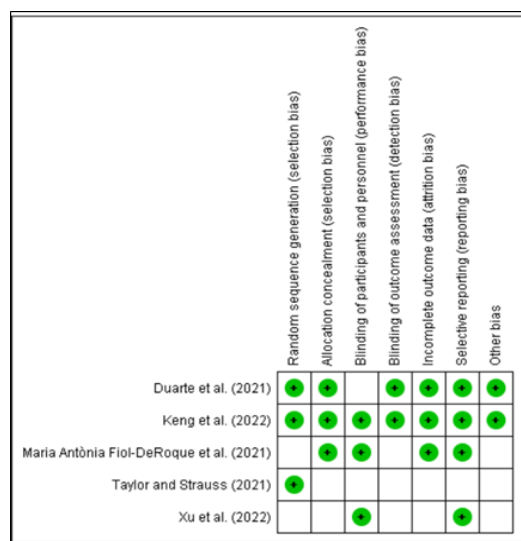 Random sequence generation (selection bias)
Allocation concealment (selection bias)
Blinding of participants and personnel (performance bias)
Blinding of outcome assessment (detection bias)
Incomplete outcome data (attrition bias)
Selective reporting (reporting bias)
Other bias
Duarte et al. (2021) + + + + + +
Keng et al. (2022) + + + + + + +
Maria Antònia Fiol-DeRoque et al. (2021) + + + +
Taylor and Strauss (2021) +
Xu et al. (2022) + +